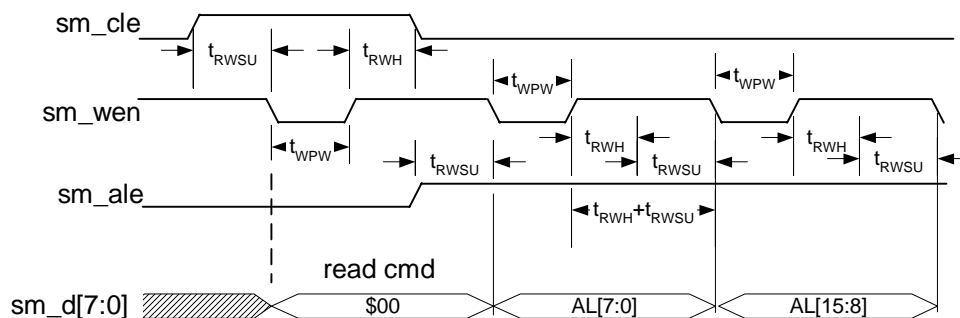 sm_cle
tRWSU tRWH
tWPW tWPW
sm_wen
tWPW tRWH tRWH
tRWSU tRWSU tRWSU
sm_ale
tRWH+tRWSU
read cmd
sm_d[7:0] $00 AL[7:0] AL[15:8]